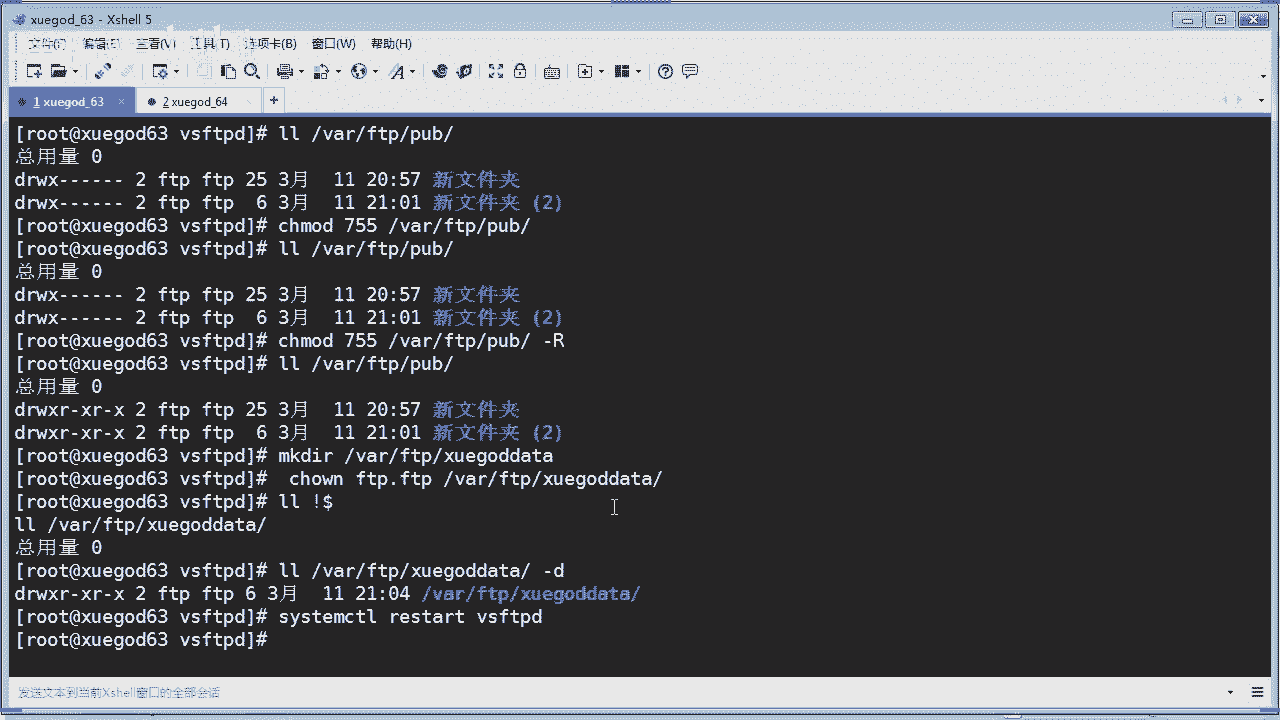 xuegod_63 - Xshell 5
窗口(W) 帮助(H)
1 xuegod_63 × 2 xuegod_64 +
[root@xuegod63 vsftpd]# ll /var/ftp/pub/
总用量 0
drwx------ 2 ftp ftp 25 3月 11 20:57 新文件夹
drwx------ 2 ftp ftp 6 3月 11 21:01 新文件夹 (2)
[root@xuegod63 vsftpd]# chmod 755 /var/ftp/pub/
[root@xuegod63 vsftpd]# ll /var/ftp/pub/
总用量 0
drwx------ 2 ftp ftp 25 3月 11 20:57 新文件夹
drwx------ 2 ftp ftp 6 3月 11 21:01 新文件夹 (2)
[root@xuegod63 vsftpd]# chmod 755 /var/ftp/pub/ -R
[root@xuegod63 vsftpd]# ll /var/ftp/pub/
总用量 0
drwxr-xr-x 2 ftp ftp 25 3月 11 20:57 新文件夹
drwxr-xr-x 2 ftp ftp 6 3月 11 21:01 新文件夹 (2)
[root@xuegod63 vsftpd]# mkdir /var/ftp/xuegoddata
[root@xuegod63 vsftpd]#  chown ftp.ftp /var/ftp/xuegoddata/
[root@xuegod63 vsftpd]# ll !$
ll /var/ftp/xuegoddata/
总用量 0
[root@xuegod63 vsftpd]# ll /var/ftp/xuegoddata/ -d
drwxr-xr-x 2 ftp ftp 6 3月 11 21:04 /var/ftp/xuegoddata/
[root@xuegod63 vsftpd]# systemctl restart vsftpd
[root@xuegod63 vsftpd]#
发送文本到当前Xshell窗口的全部会话